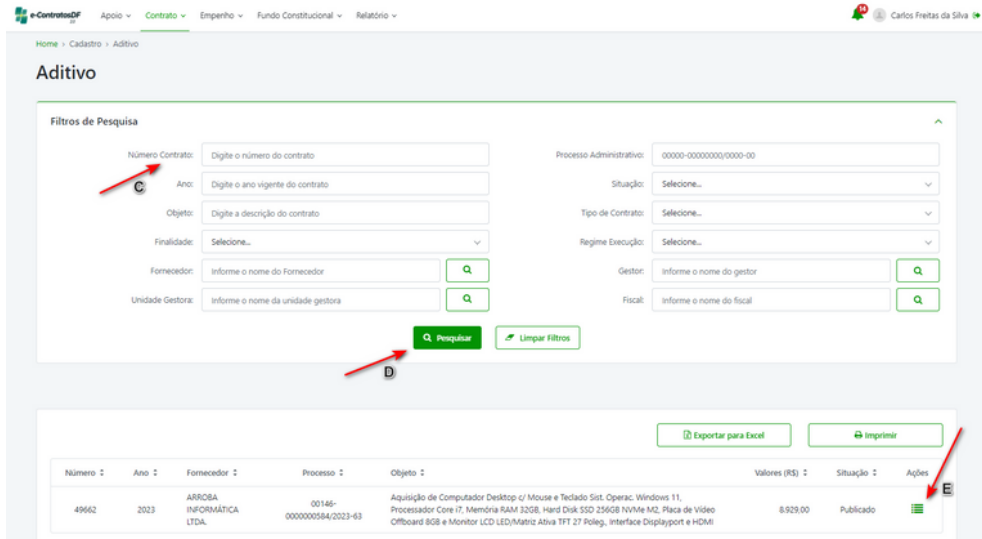 e-ContratosDF Apoio Contrato Empenho Fundo Constitucional Relatório 14 Carlos Freitas da Silva
Home > Cadastro > Aditivo
Aditivo
Filtros de Pesquisa
Número Contrato: Digite o número do contrato Processo Administrativo: 00000-00000000/0000-00
C
Ano: Digite o ano vigente do contrato Situação: Selecione...
Objeto: Digite a descrição do contrato Tipo de Contrato: Selecione...
Finalidade: Selecione... Regime Execução: Selecione...
Fornecedor: Informe o nome do Fornecedor Gestor: Informe o nome do gestor
Unidade Gestora: Informe o nome da unidade gestora Fiscal: Informe o nome do fiscal
Pesquisar Limpar Filtros
D
Exportar para Excel Imprimir
Número Ano Fornecedor Processo Objeto Valores (R$) Situação Ações
E
49662 2023 ARROBA INFORMÁTICA LTDA. 00146-0000000584/2023-63 Aquisição de Computador Desktop c/ Mouse e Teclado Sist. Operac. Windows 11,
Processador Core i7, Memória RAM 32GB, Hard Disk SSD 256GB NVMe M2, Placa de Vídeo 8.929,00 Publicado
Offboard 8GB e Monitor LCD LED/Matriz Ativa TFT 27 Poleg., Interface Displayport e HDMI